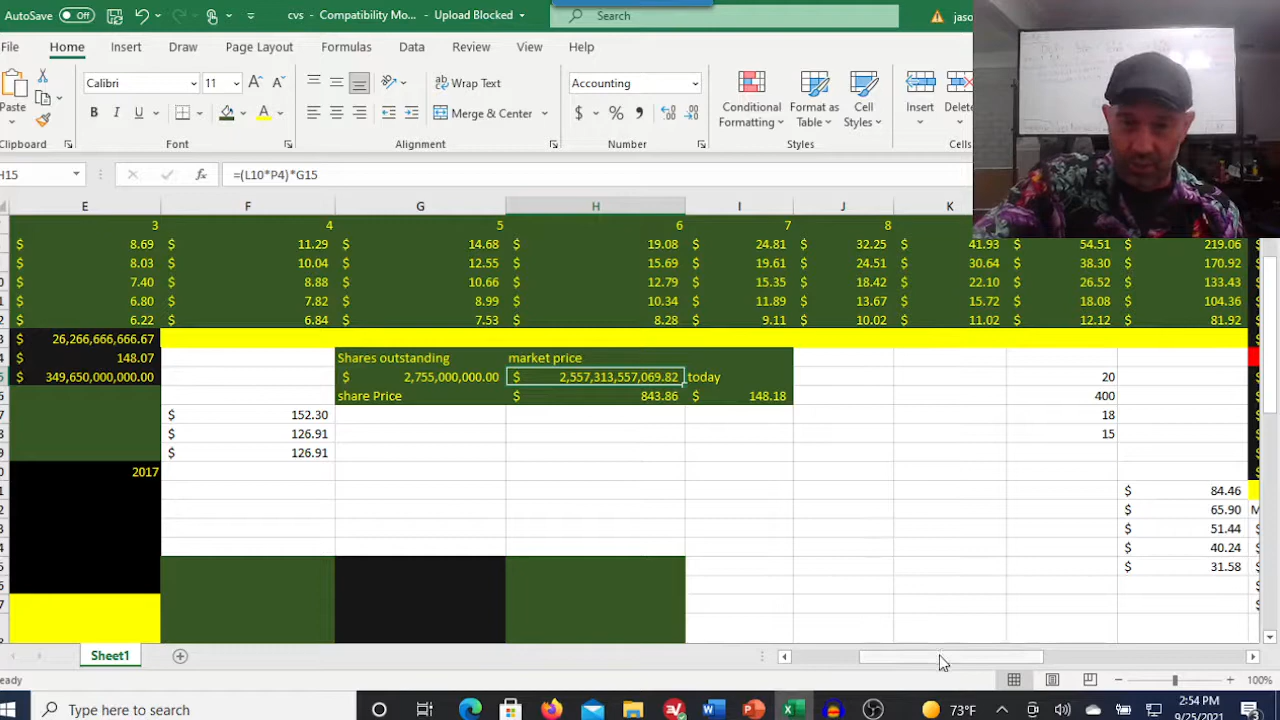 AutoSave Off cvs - Compatibility Mo... Upload Blocked Search jaso
File Home Insert Draw Page Layout Formulas Data Review View Help
Paste Calibri 11 Wrap Text Accounting Conditional Formatting Format as Table Cell Styles Insert Delete
B I U Merge & Center $ % ,
Clipboard Font Alignment Number Styles Cells
H15 fx =(L10*P4)*G15
E F G H I J K
3 4 5 6 7 8
$ 8.69 $ 11.29 $ 14.68 $ 19.08 $ 24.81 $ 32.25 $ 41.93 $ 54.51 $ 219.06
$ 8.03 $ 10.04 $ 12.55 $ 15.69 $ 19.61 $ 24.51 $ 30.64 $ 38.30 $ 170.92
$ 7.40 $ 8.88 $ 10.66 $ 12.79 $ 15.35 $ 18.42 $ 22.10 $ 26.52 $ 133.43
$ 6.80 $ 7.82 $ 8.99 $ 10.34 $ 11.89 $ 13.67 $ 15.72 $ 18.08 $ 104.36
$ 6.22 $ 6.84 $ 7.53 $ 8.28 $ 9.11 $ 10.02 $ 11.02 $ 12.12 $ 81.92
$ 26,266,666,666.67
$ 148.07 Shares outstanding market price
$ 349,650,000,000.00 $ 2,755,000,000.00 $ 2,557,313,557,069.82 today 20
share Price $ 843.86 $ 148.18 400
$ 152.30 18
$ 126.91 15
$ 126.91
2017
$ 84.46
$ 65.90 M
$ 51.44 $
$ 40.24 $
$ 31.58 $
Sheet1
100%
Type here to search 73°F 2:54 PM
9/25/2021